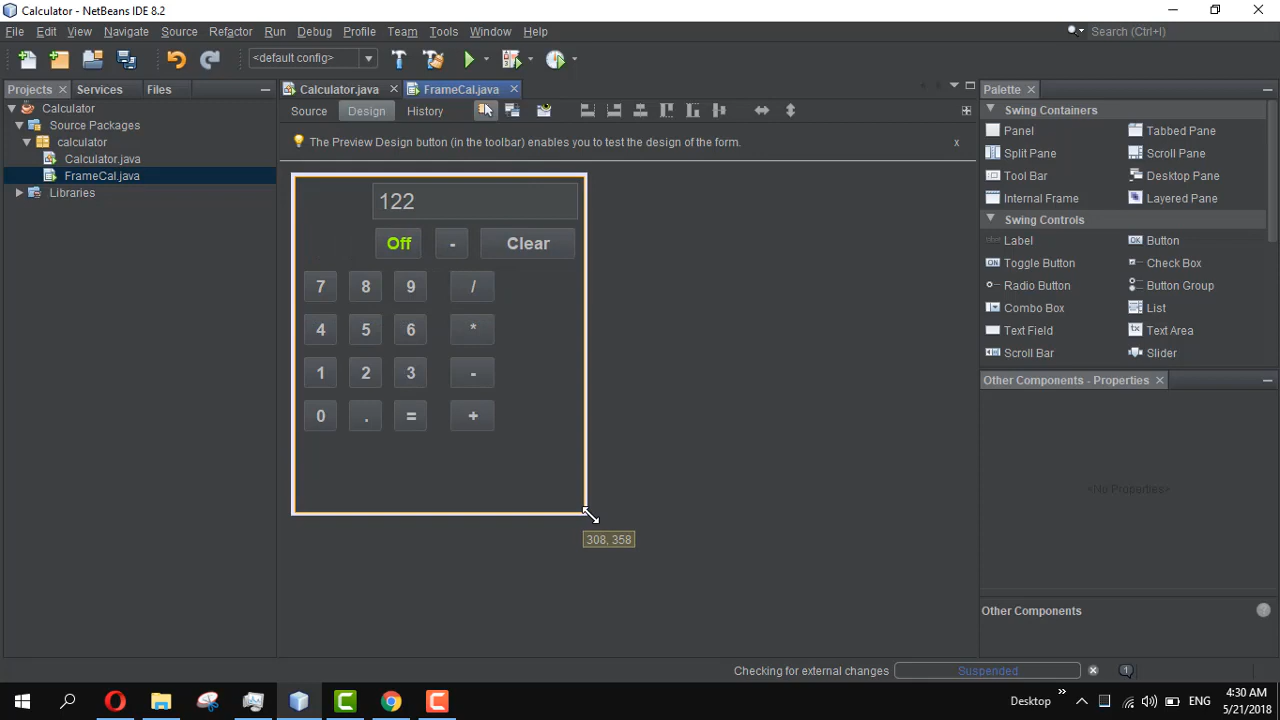 Calculator - NetBeans IDE 8.2
File Edit View Navigate Source Refactor Run Debug Profile Team Tools Window Help Search (Ctrl+I)
<default config>
Projects Services Files
Calculator.java FrameCal.java
Palette
Calculator
Source Packages
calculator
Calculator.java
FrameCal.java
Libraries
Source Design History
The Preview Design button (in the toolbar) enables you to test the design of the form. x
122
Off - Clear
7 8 9 /
4 5 6 *
1 2 3 -
0 . = +
308, 358
Swing Containers
Panel Tabbed Pane
Split Pane Scroll Pane
Tool Bar Desktop Pane
Internal Frame Layered Pane
Swing Controls
Label Button
Toggle Button Check Box
Radio Button Button Group
Combo Box List
Text Field Text Area
Scroll Bar Slider
Other Components - Properties
<No Properties>
Other Components
Checking for external changes Suspended 1
Desktop ENG
4:30 AM
5/21/2018